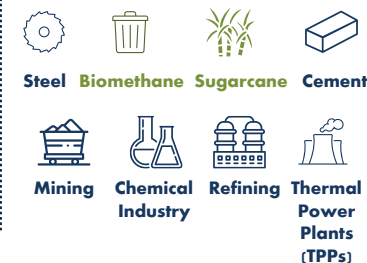 Steel Biomethane Sugarcane Cement
Mining Chemical Industry Refining Thermal Power Plants (TPPs)